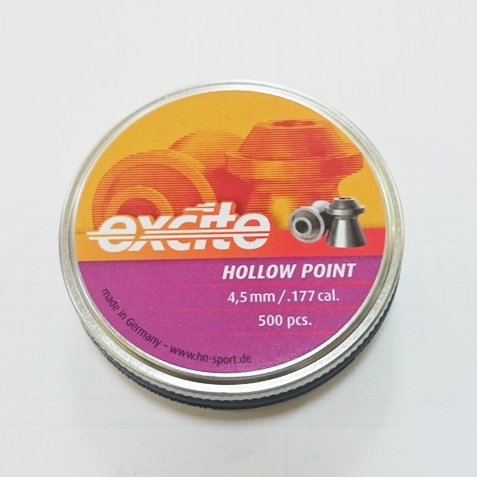 excite
HOLLOW POINT
4,5 mm / .177 cal.
500 pcs.
made in Germany – www.hn-sport.de